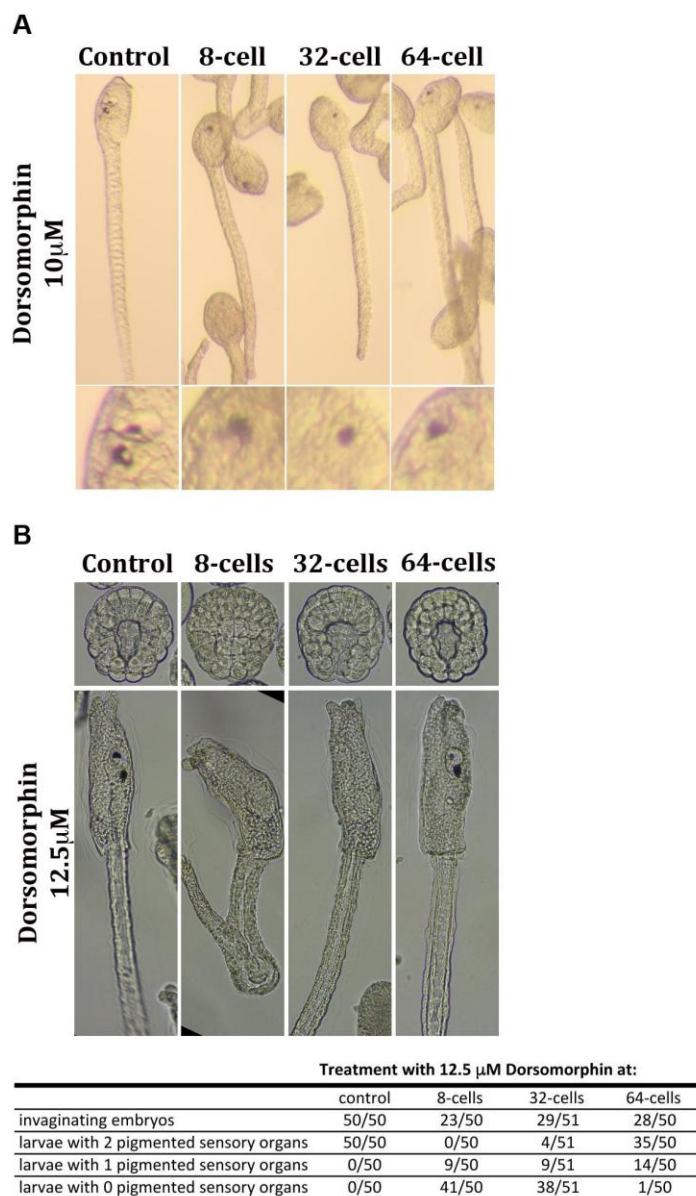 A
Control 8-cell 32-cell 64-cell
Dorsomorphin
10μM
B
Control 8-cells 32-cells 64-cells
Dorsomorphin
12.5μM
Treatment with 12.5 μM Dorsomorphin at:
control 8-cells 32-cells 64-cells
invaginating embryos 50/50 23/50 29/51 28/50
larvae with 2 pigmented sensory organs 50/50 0/50 4/51 35/50
larvae with 1 pigmented sensory organs 0/50 9/50 9/51 14/50
larvae with 0 pigmented sensory organs 0/50 41/50 38/51 1/50